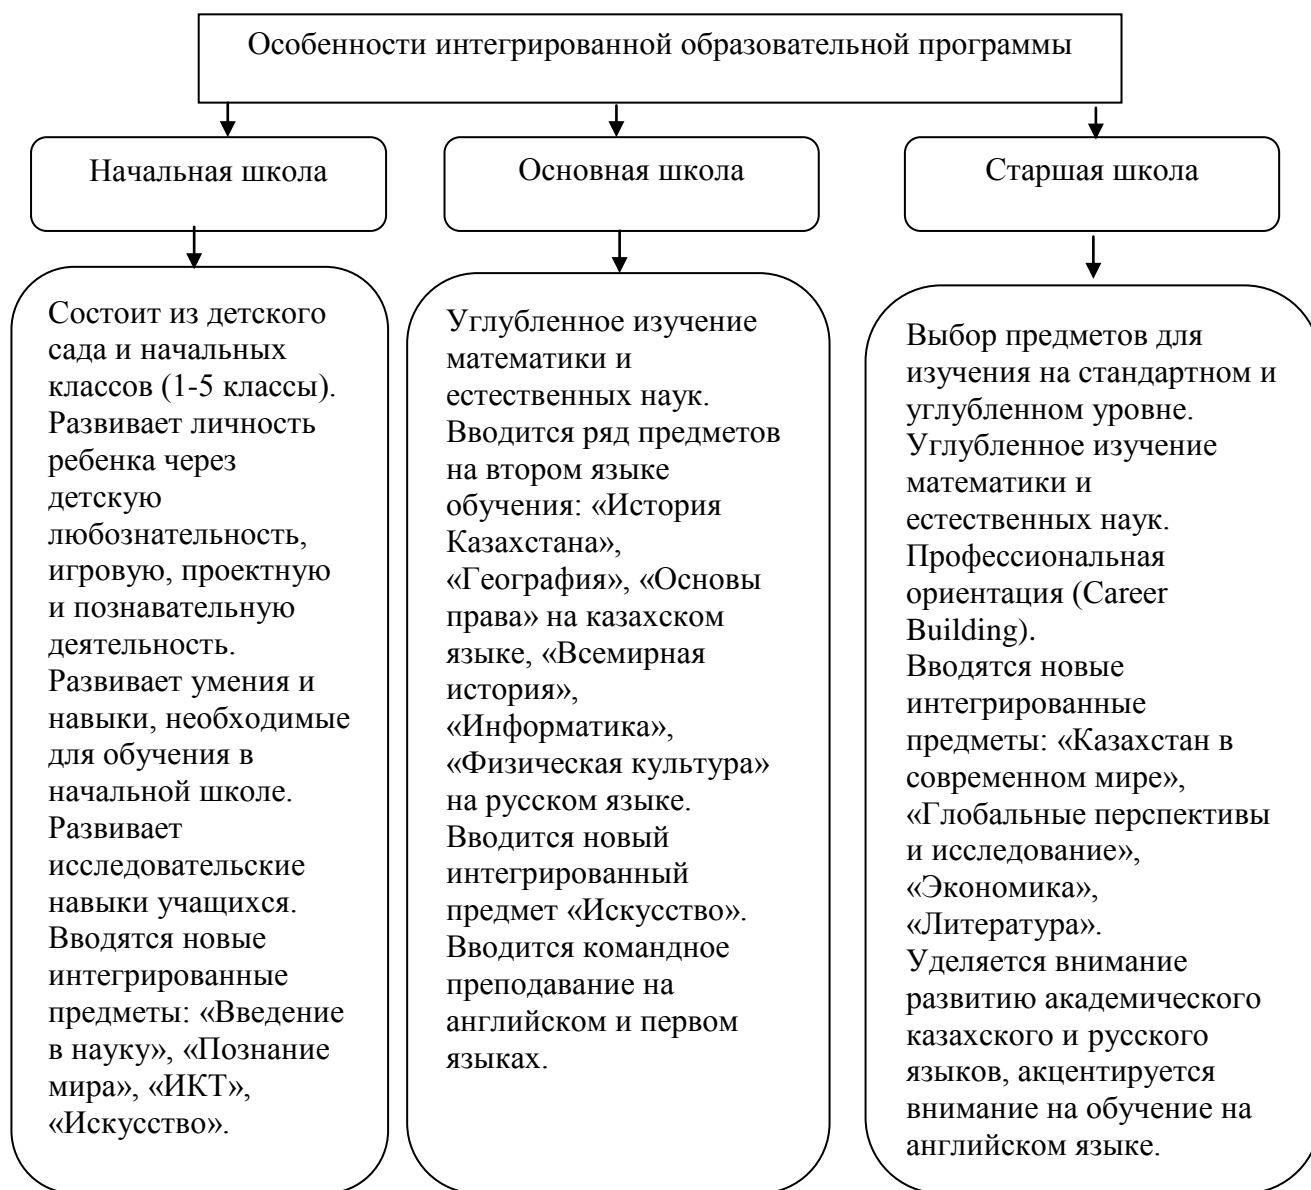 Особенности интегрированной образовательной программы
Начальная школа
Основная школа
Старшая школа
Состоит из детского
сада и начальных
классов (1-5 классы).
Развивает личность
ребенка через
детскую
любознательность,
игровую, проектную
и познавательную
деятельность.
Развивает умения и
навыки, необходимые
для обучения в
начальной школе.
Развивает
исследовательские
навыки учащихся.
Вводятся новые
интегрированные
предметы: «Введение
в науку», «Познание
мира», «ИКТ»,
«Искусство».
Углубленное изучение
математики и
естественных наук.
Вводится ряд предметов
на втором языке
обучения: «История
Казахстана»,
«География», «Основы
права» на казахском
языке, «Всемирная
история»,
«Информатика»,
«Физическая культура»
на русском языке.
Вводится новый
интегрированный
предмет «Искусство».
Вводится командное
преподавание на
английском и первом
языках.
Выбор предметов для
изучения на стандартном и
углубленном уровне.
Углубленное изучение
математики и
естественных наук.
Профессиональная
ориентация (Career
Building).
Вводятся новые
интегрированные
предметы: «Казахстан в
современном мире»,
«Глобальные перспективы
и исследование»,
«Экономика»,
«Литература».
Уделяется внимание
развитию академического
казахского и русского
языков, акцентируется
внимание на обучение на
английском языке.